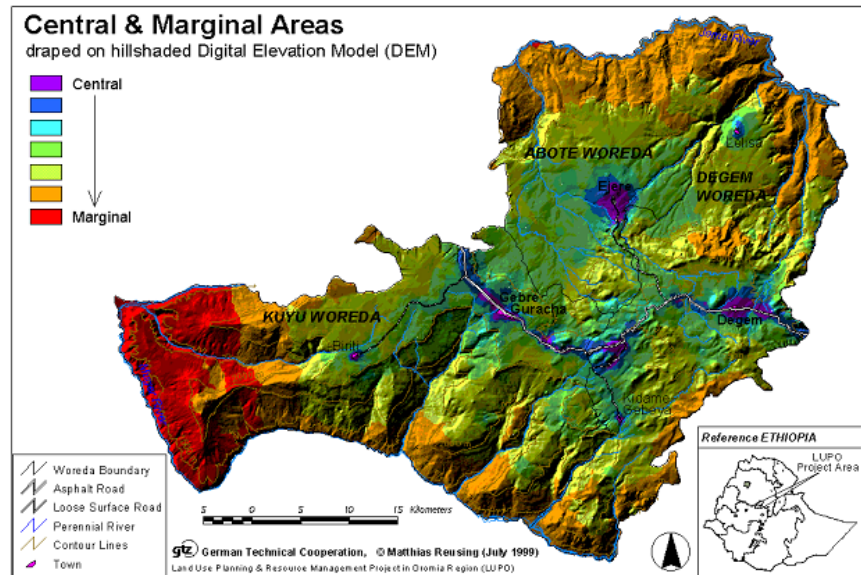 Central & Marginal Areas
draped on hillshaded Digital Elevation Model (DEM)
Central
Marginal
Lelisa
ABOTE WOREDA
DEGEM
WOREDA
Ejere
KUYU WOREDA
Gebre
Guracha
Degem
Binti
Kidame
Gebeya
Woreda Boundary
Asphalt Road
Loose Surface Road
Perennial River
Contour Lines
Town
5 0 5 10 15 Kilometers
gtz German Technical Cooperation, © Matthias Reusing (July 1999)
Land Use Planning & Resource Management Project in Oromia Region (LUPO)
Reference ETHIOPIA
LUPO
Project Area